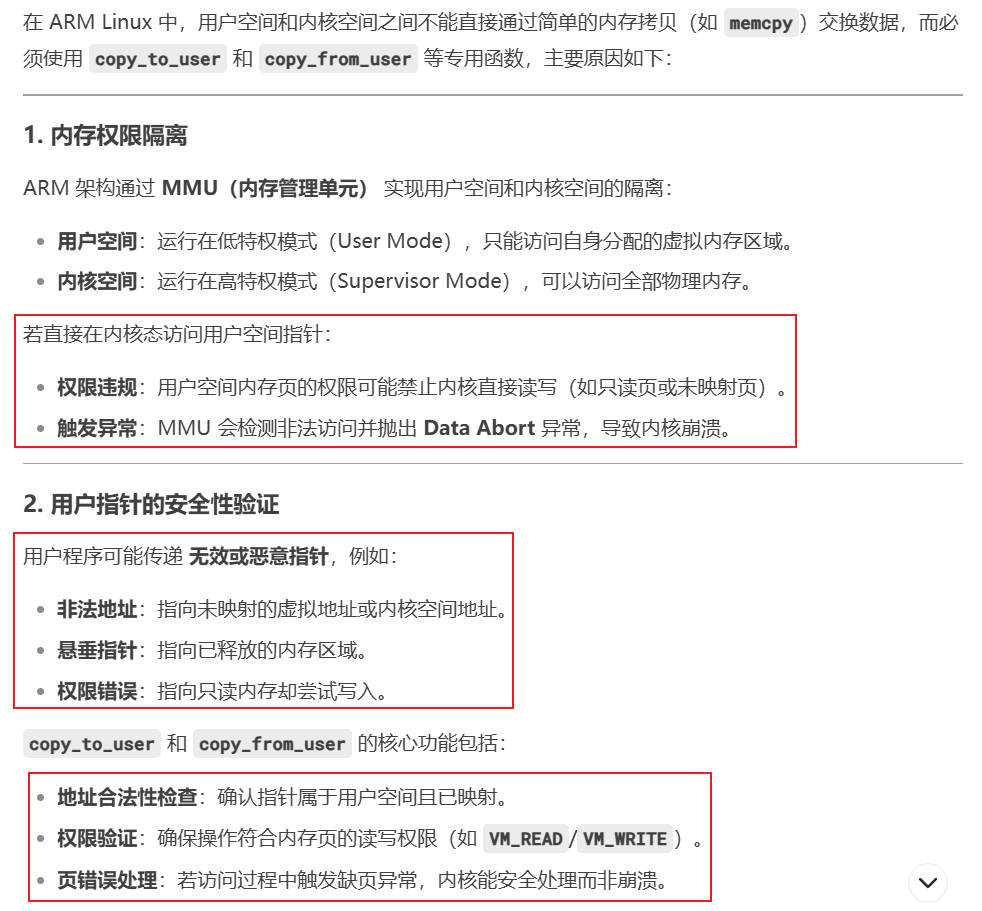 在 ARM Linux 中，用户空间和内核空间之间不能直接通过简单的内存拷贝（如 memcpy ）交换数据，而必
须使用 copy_to_user 和 copy_from_user 等专用函数，主要原因如下：
1. 内存权限隔离
ARM 架构通过 MMU（内存管理单元） 实现用户空间和内核空间的隔离：
用户空间：运行在低特权模式（User Mode），只能访问自身分配的虚拟内存区域。
内核空间：运行在高特权模式（Supervisor Mode），可以访问全部物理内存。
若直接在内核态访问用户空间指针：
权限违规：用户空间内存页的权限可能禁止内核直接读写（如只读页或未映射页）。
触发异常：MMU 会检测非法访问并抛出 Data Abort 异常，导致内核崩溃。
2. 用户指针的安全性验证
用户程序可能传递 无效或恶意指针，例如：
非法地址：指向未映射的虚拟地址或内核空间地址。
悬垂指针：指向已释放的内存区域。
权限错误：指向只读内存却尝试写入。
copy_to_user 和 copy_from_user 的核心功能包括：
地址合法性检查：确认指针属于用户空间且已映射。
权限验证：确保操作符合内存页的读写权限（如 VM_READ / VM_WRITE ）。
页错误处理：若访问过程中触发缺页异常，内核能安全处理而非崩溃。